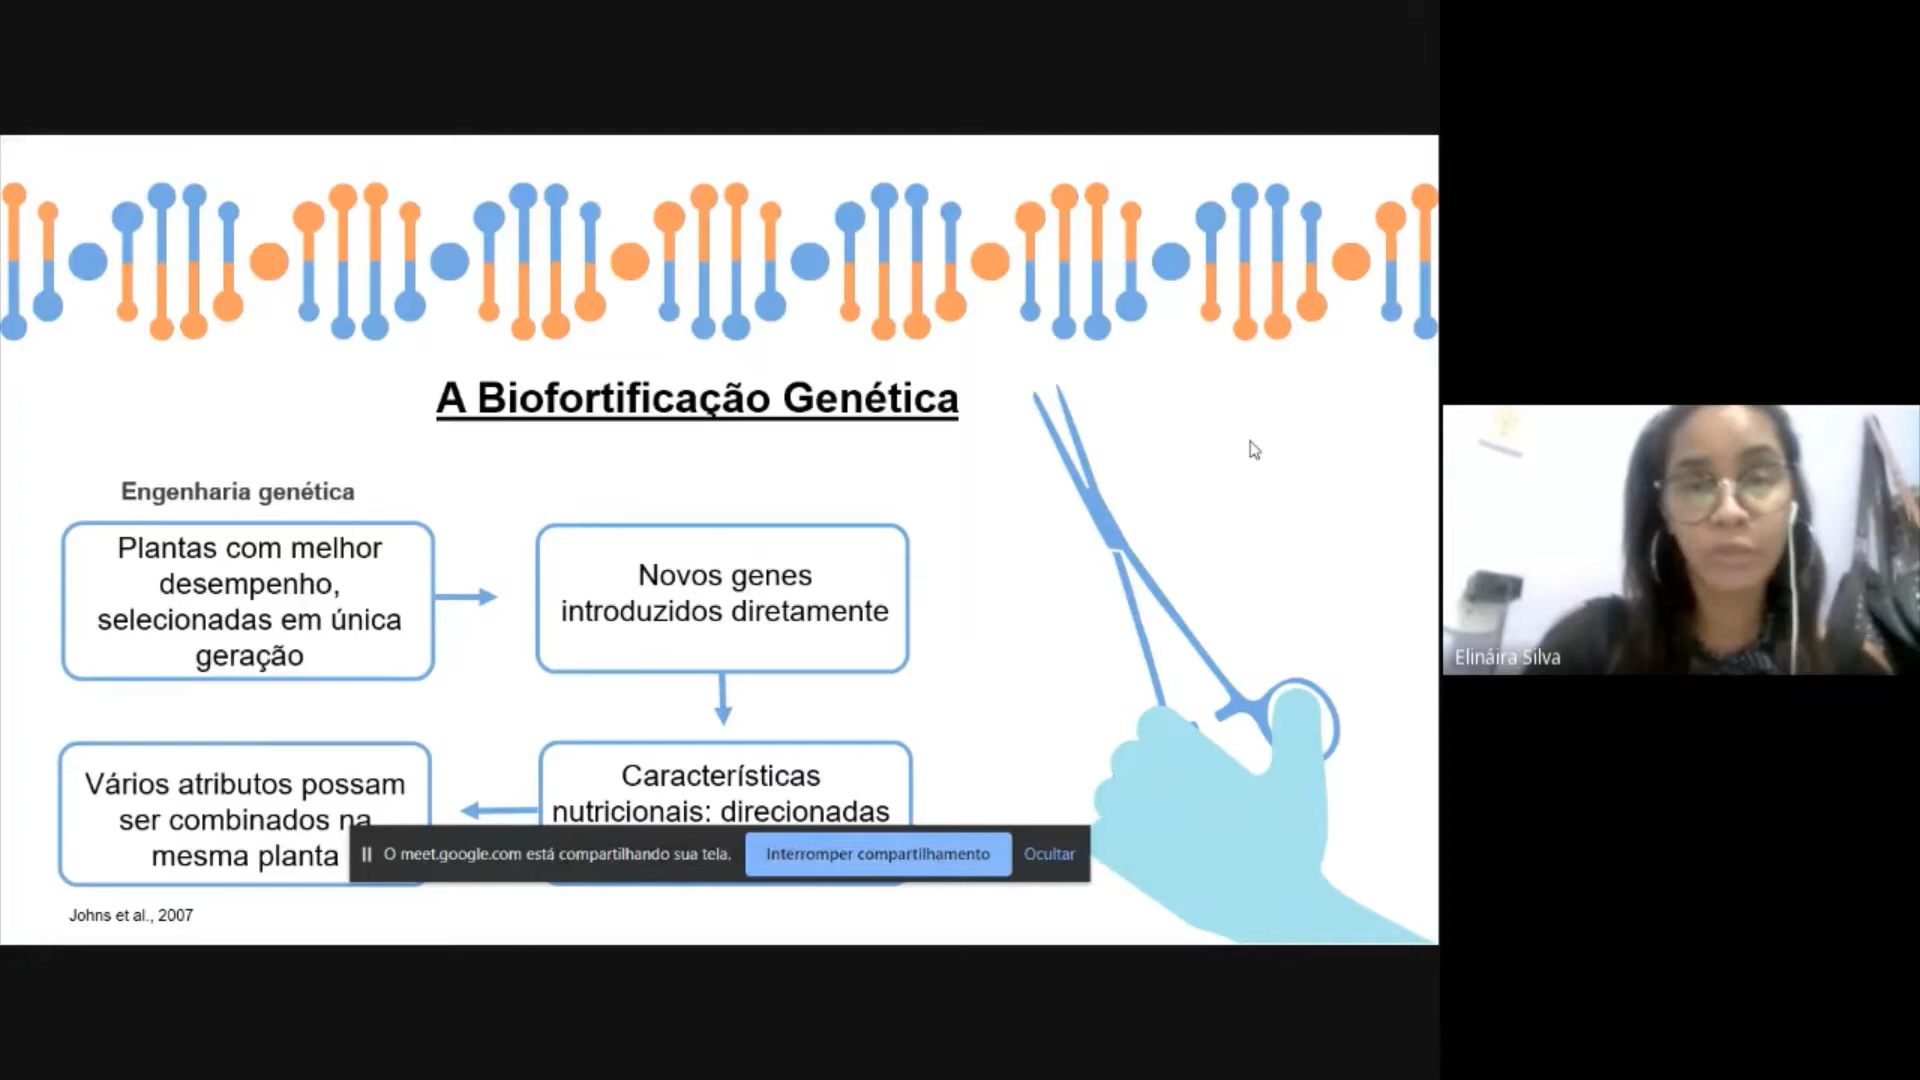 A Biofortificação Genética
Engenharia genética
Plantas com melhor
desempenho,
selecionadas em única
geração
Novos genes
introduzidos diretamente
Vários atributos possam
ser combinados na
mesma planta
Características
nutricionais: direcionadas
O meet.google.com está compartilhando sua tela.
Interromper compartilhamento
Ocultar
Johns et al., 2007
Elináira Silva